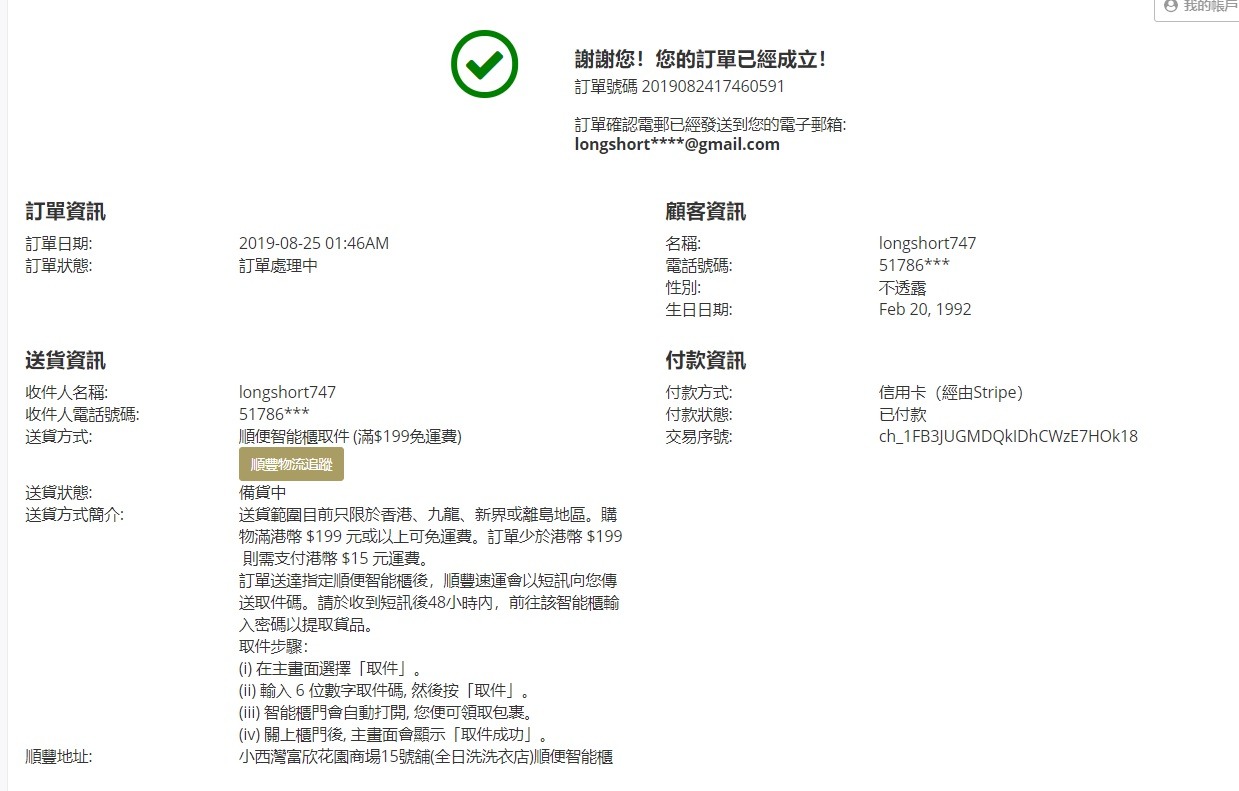 我的帳戶
謝謝您！您的訂單已經成立！
訂單號碼 2019082417460591
訂單確認電郵已經發送到您的電子郵箱:
longshort****@gmail.com
訂單資訊
訂單日期: 2019-08-25 01:46AM
訂單狀態: 訂單處理中
顧客資訊
名稱: longshort747
電話號碼: 51786***
性別: 不透露
生日日期: Feb 20, 1992
送貨資訊
收件人名稱: longshort747
收件人電話號碼: 51786***
送貨方式: 順便智能櫃取件 (滿$199免運費)
順豐物流追蹤
送貨狀態: 備貨中
送貨方式簡介: 送貨範圍目前只限於香港、九龍、新界或離島地區。購
物滿港幣 $199 元或以上可免運費。訂單少於港幣 $199
則需支付港幣 $15 元運費。
訂單送達指定順便智能櫃後，順豐速運會以短訊向您傳
送取件碼。請於收到短訊後48小時內，前往該智能櫃輸
入密碼以提取貨品。
取件步驟：
(i) 在主畫面選擇「取件」。
(ii) 輸入 6 位數字取件碼, 然後按「取件」。
(iii) 智能櫃門會自動打開, 您便可領取包裹。
(iv) 關上櫃門後, 主畫面會顯示「取件成功」。
順豐地址: 小西灣富欣花園商場15號舖(全日洗洗衣店)順便智能櫃
付款資訊
付款方式: 信用卡（經由Stripe）
付款狀態: 已付款
交易序號: ch_1FB3JUGMDQkIDhCWzE7HOk18